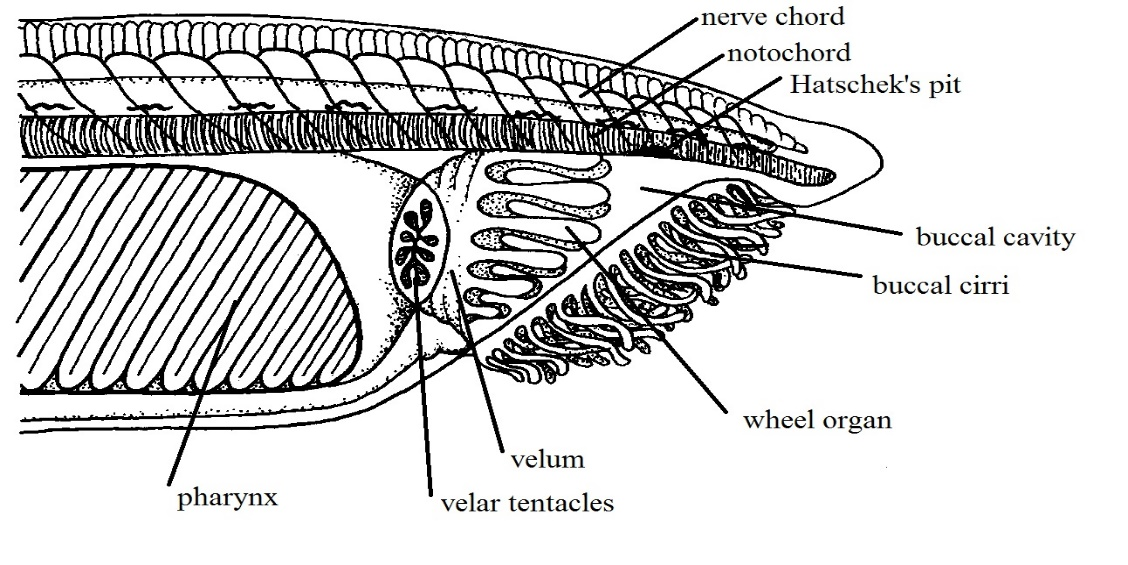 nerve chord
notochord
Hatschek's pit
buccal cavity
buccal cirri
wheel organ
velum
pharynx
velar tentacles